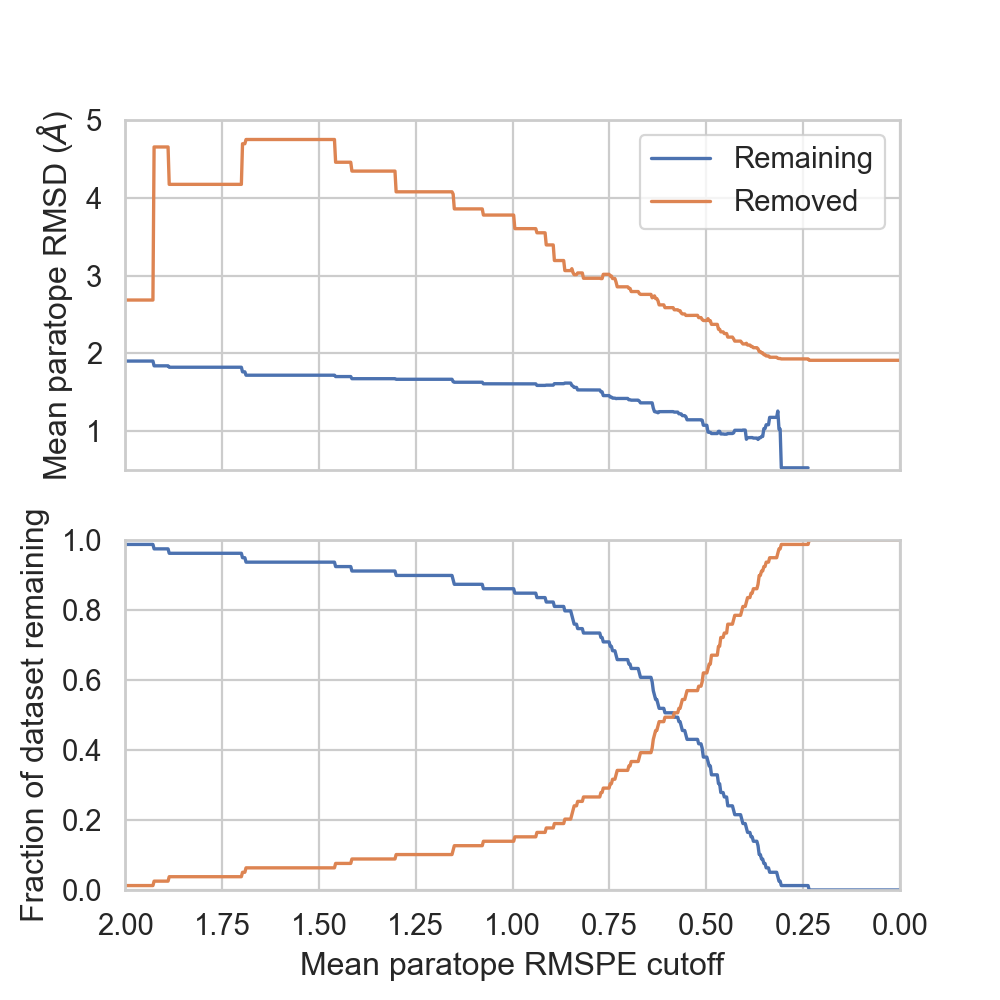 Mean paratope RMSD (Å)
5
4
3
2
1
Remaining
Removed
Fraction of dataset remaining
1.0
0.8
0.6
0.4
0.2
0.0
2.00 1.75 1.50 1.25 1.00 0.75 0.50 0.25 0.00
Mean paratope RMSPE cutoff